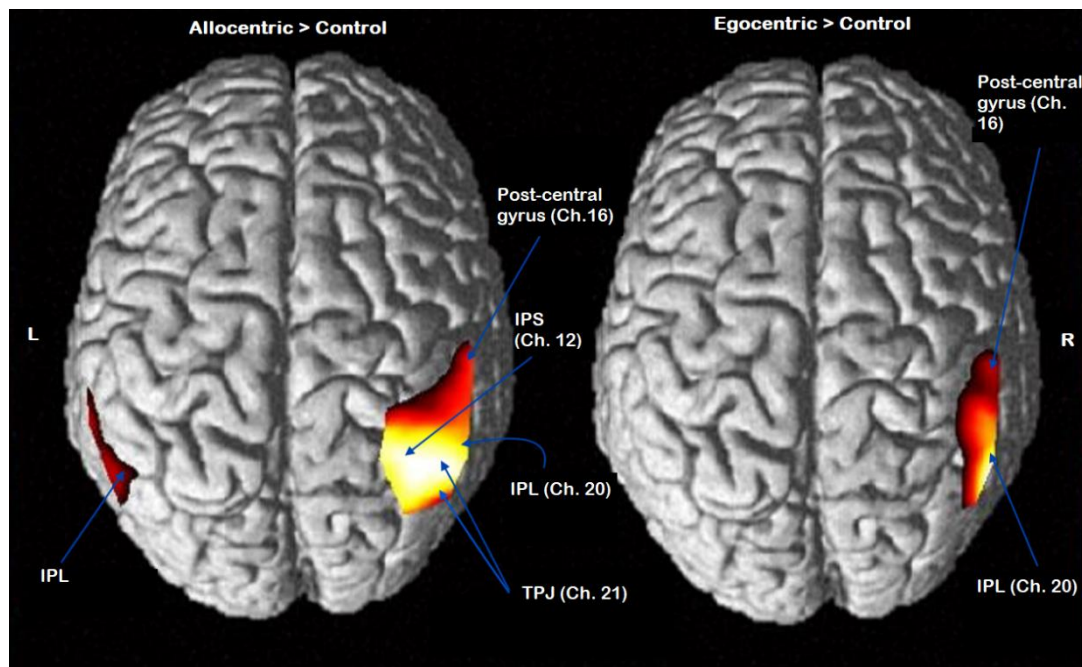 Allocentric > Control
Egocentric > Control
Post-central
gyrus (Ch.
16)
Post-central
gyrus (Ch.16)
L
IPS
(Ch. 12)
R
IPL (Ch. 20)
IPL
TPJ (Ch. 21)
IPL (Ch. 20)